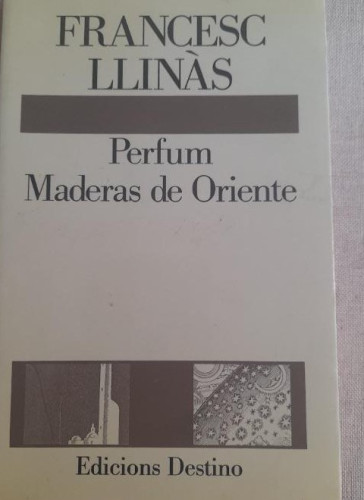 FRANCESC
LLINÀS
Perfum
Maderas de Oriente
Edicions Destino